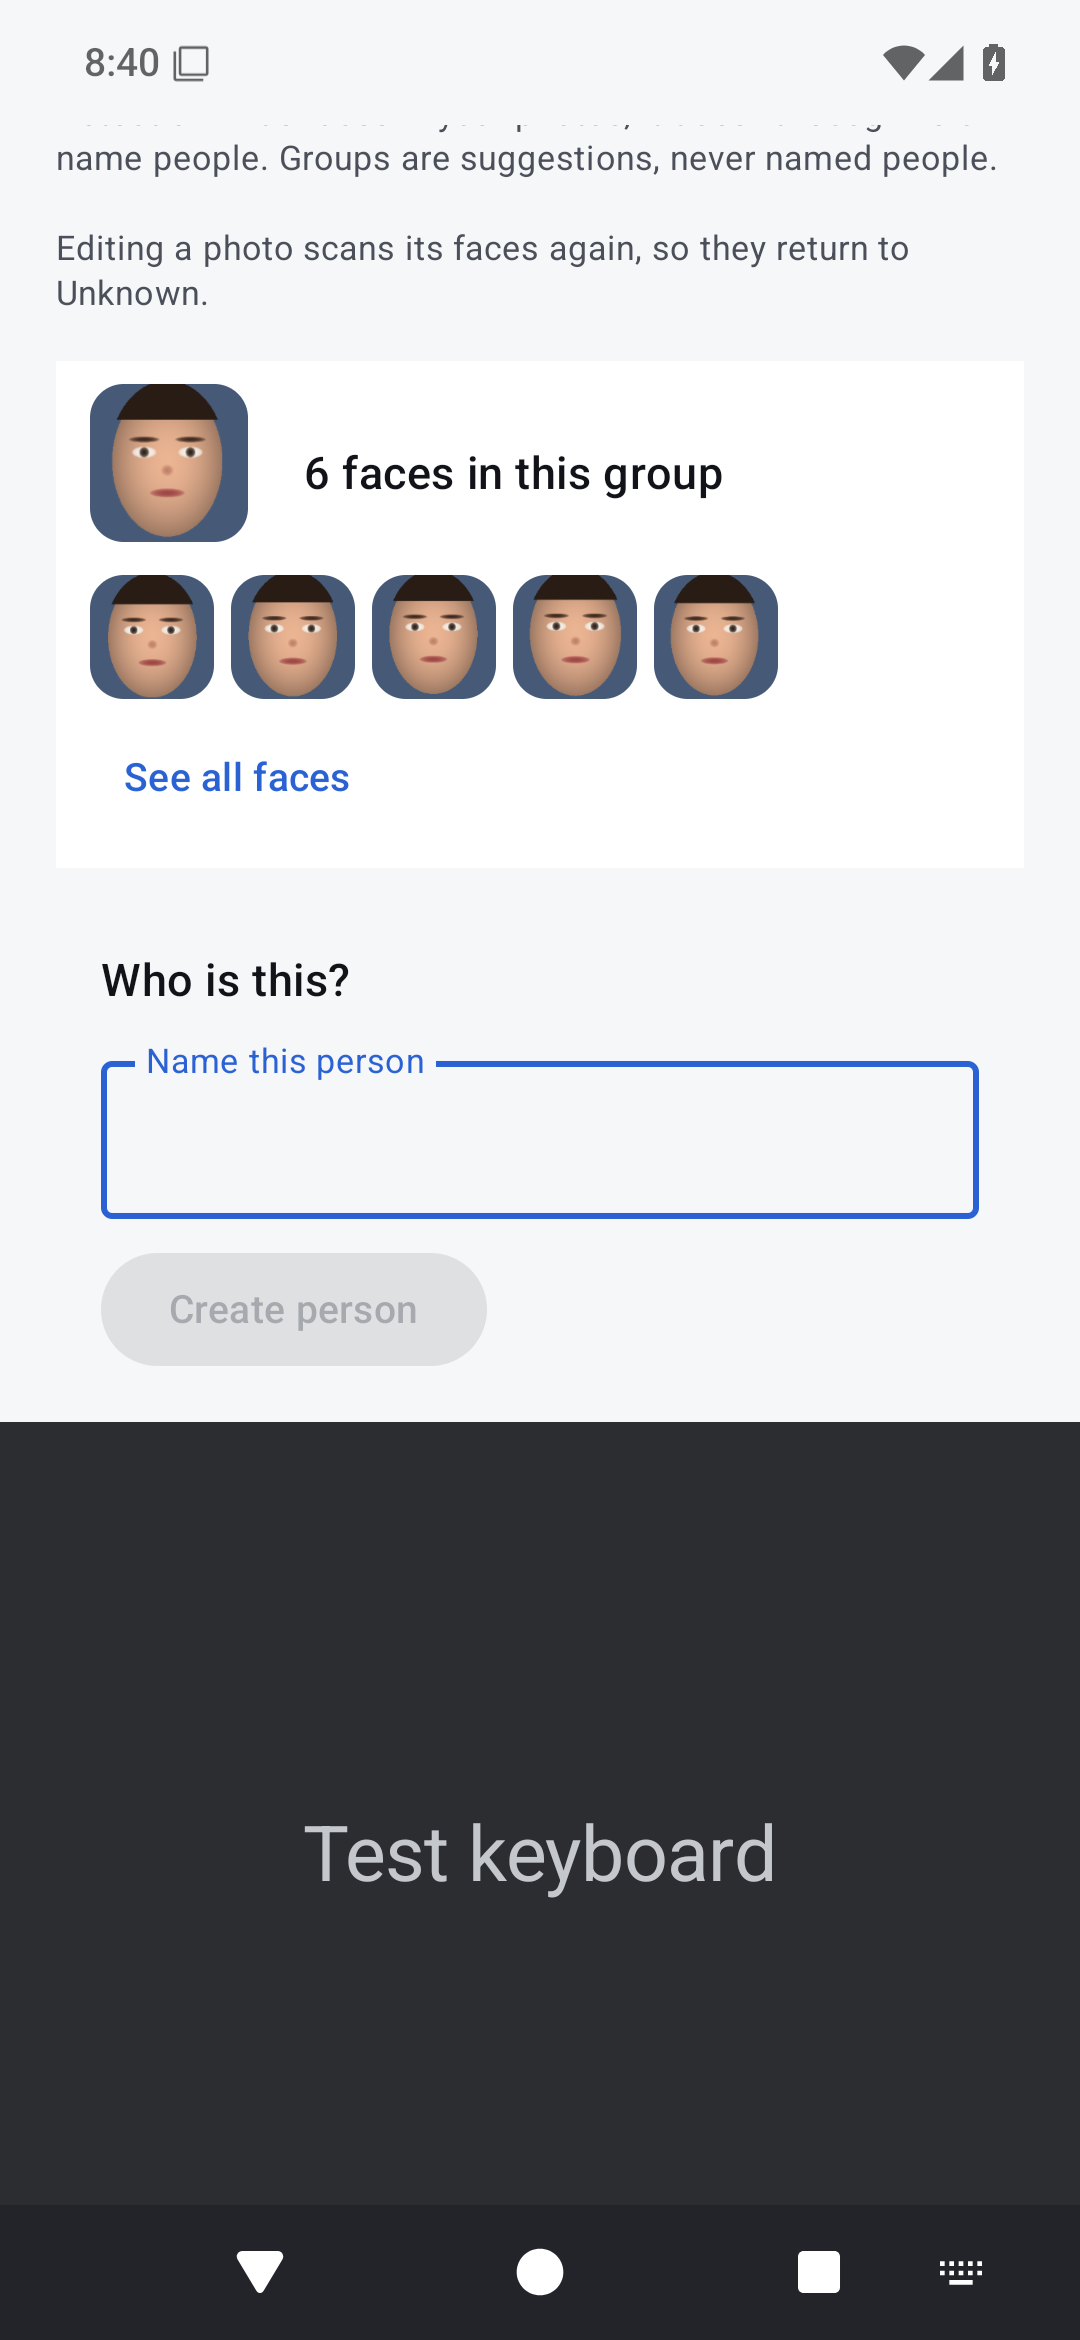 8:40
name people. Groups are suggestions, never named people.
Editing a photo scans its faces again, so they return to
Unknown.
6 faces in this group
See all faces
Who is this?
Name this person
Create person
Test keyboard